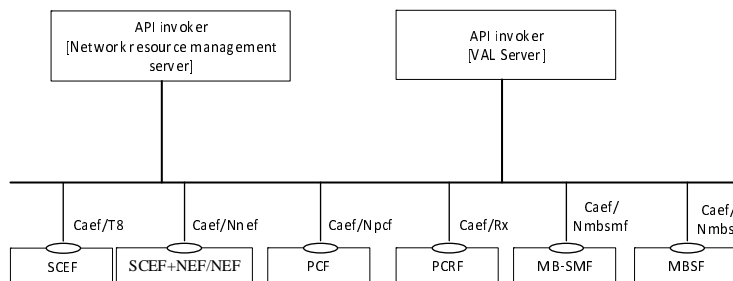 API invoker
[Network resource management
server]
API invoker
[VAL Server]
Caef/T8
Caef/Nnef
Caef/Npcf
Caef/Rx
Caef/
Nmbsmf
Caef/
SCEF
SCEF+NEF/NEF
PCF
PCRF
MB-SMF
MBSF